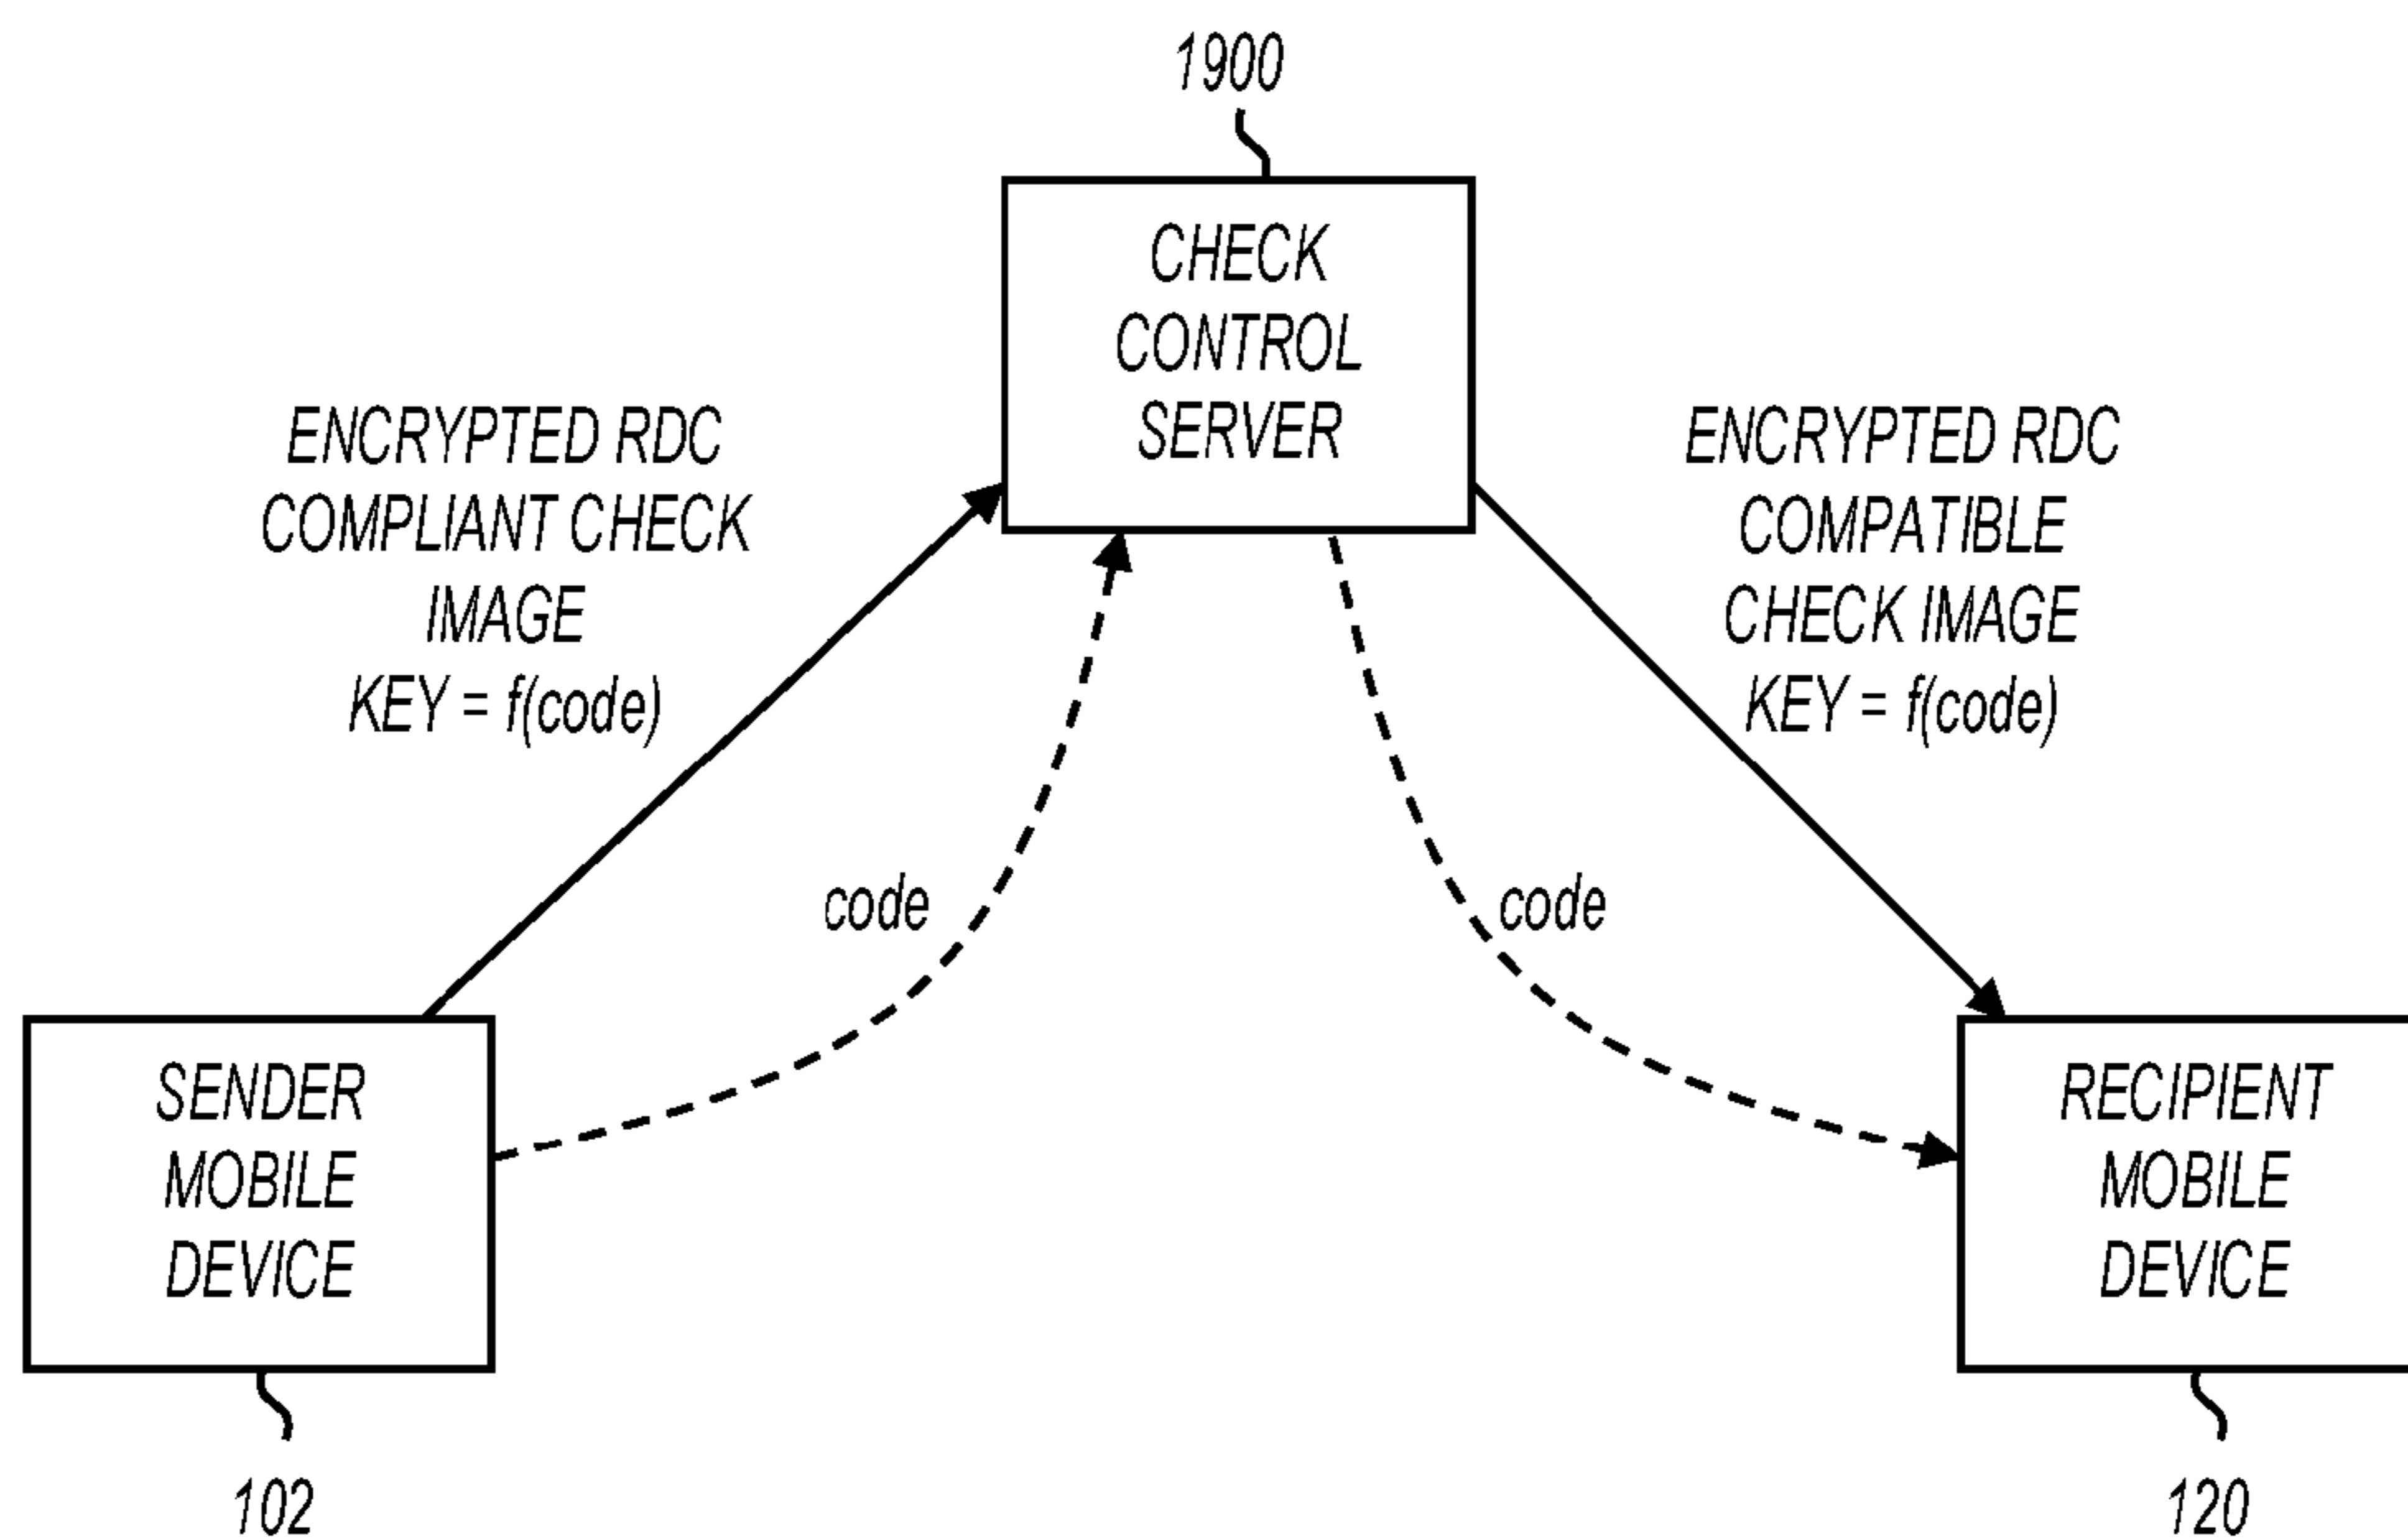 1900
CHECK
CONTROL
SERVER
ENCRYPTED RDC
COMPLIANT CHECK
IMAGE
KEY = f(code)
ENCRYPTED RDC
COMPATIBLE
CHECK IMAGE
KEY = f(code)
code
code
SENDER
MOBILE
DEVICE
RECIPIENT
MOBILE
DEVICE
102
120